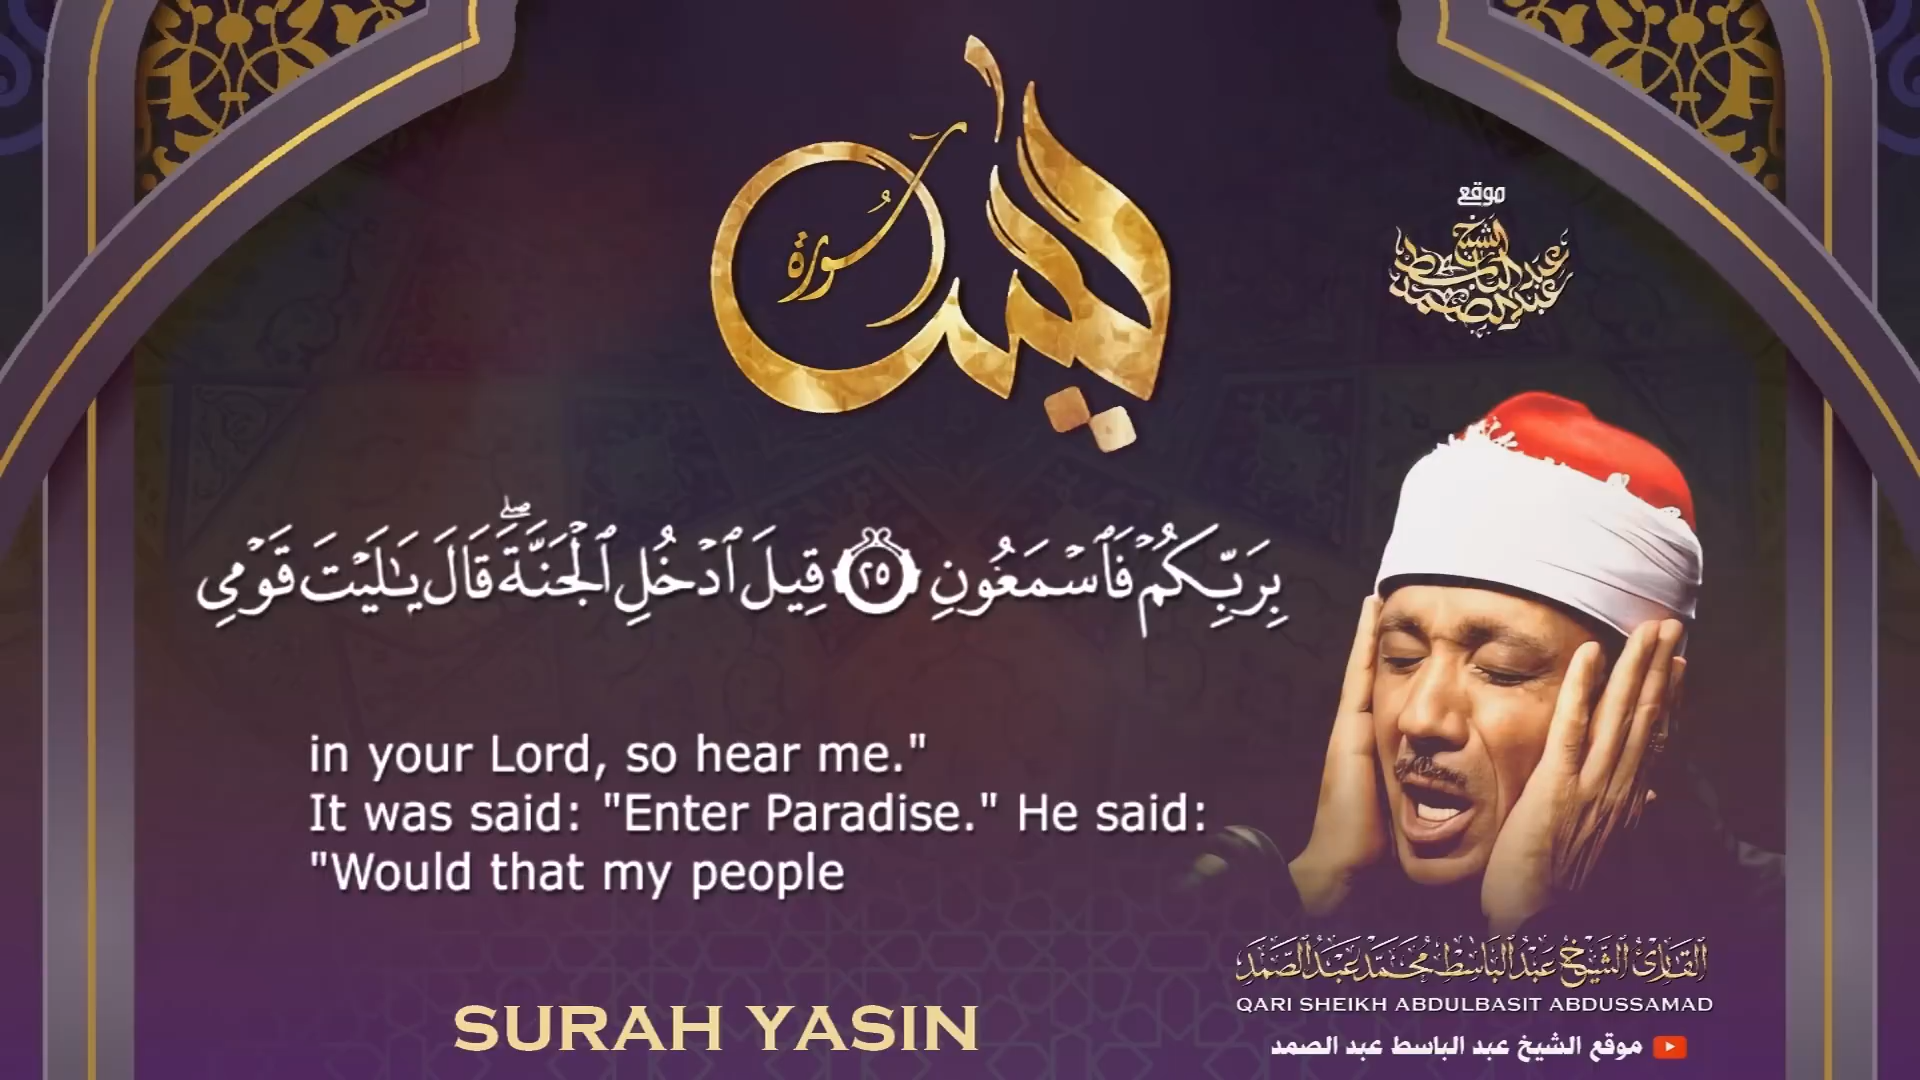 سورة يس
موقع
الشيخ
عبد الباسط
عبد الصمد
بِرَبِّكُمْ فَٱسْمَعُونِ ٢٥ قِيلَ ٱدْخُلِ ٱلْجَنَّةَ ۖ قَالَ يَـٰلَيْتَ قَوْمِى
in your Lord, so hear me."
It was said: "Enter Paradise." He said:
"Would that my people
القارئ الشيخ عبد الباسط محمد عبد الصمد
QARI SHEIKH ABDULBASIT ABDUSSAMAD
SURAH YASIN
موقع الشيخ عبد الباسط عبد الصمد